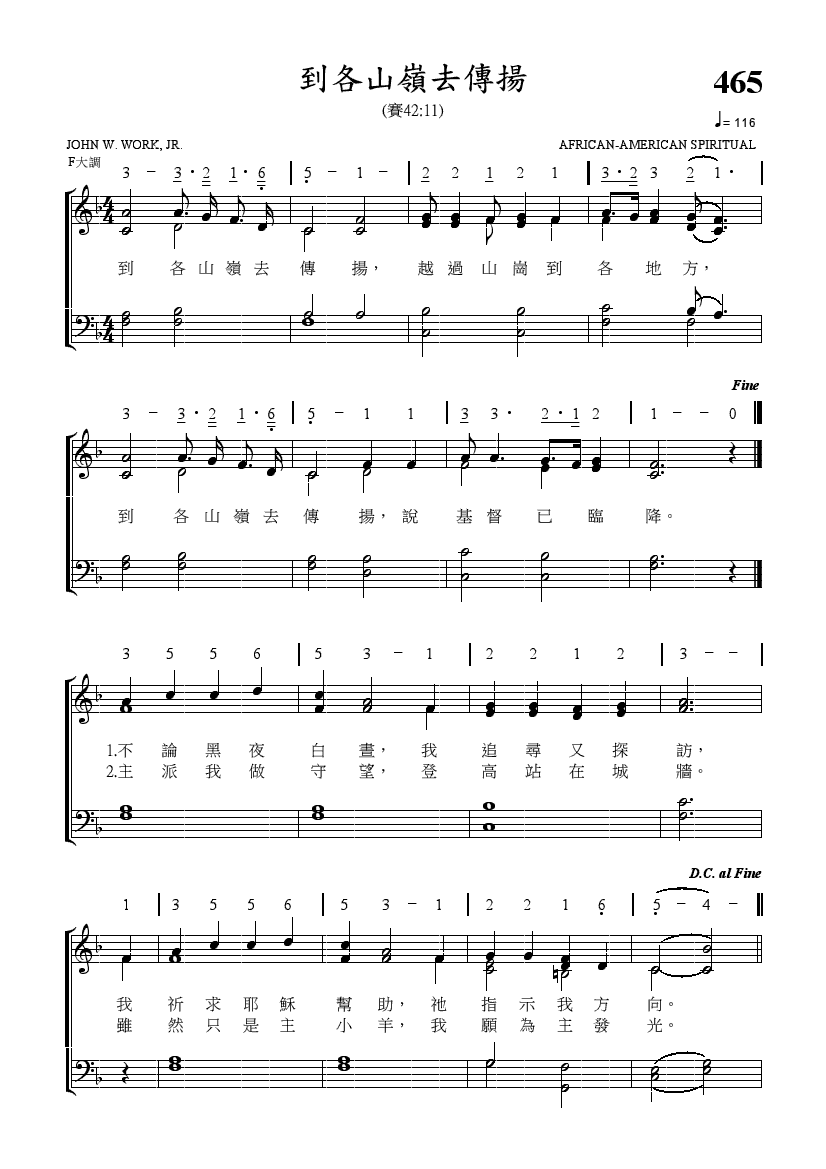 到各山嶺去傳揚
465
(賽42:11)
♩= 116
JOHN W. WORK, JR.
AFRICAN-AMERICAN SPIRITUAL
F大調
3 － 3 · 2 1 · 6 | 5 － 1 － | 2 2 1 2 1 | 3 · 2 3 2 1 · |
到 各山嶺去 傳 揚， 越過山崗到 各 地方，
Fine
3 － 3 · 2 1 · 6 | 5 － 1 1 | 3 3 · 2 · 1 2 | 1 － － 0 ‖
到 各山嶺去 傳 揚，說 基督已 臨 降。
3 5 5 6 | 5 3 － 1 | 2 2 1 2 | 3 － － |
1.不 論 黑 夜 白 晝， 我 追 尋 又 探 訪，
2.主 派 我 做 守 望， 登 高 站 在 城 牆。
D.C. al Fine
1 | 3 5 5 6 | 5 3 － 1 | 2 2 1 6 | 5 － 4 － ‖
我 祈 求 耶 穌 幫 助， 祂 指 示 我 方 向。
雖 然 只 是 主 小 羊， 我 願 為 主 發 光。